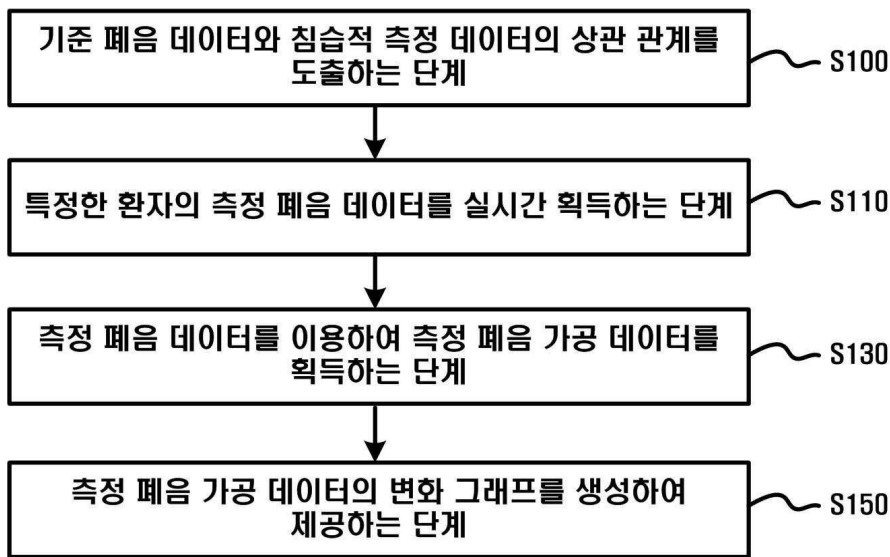 기준 폐음 데이터와 침습적 측정 데이터의 상관 관계를
도출하는 단계
S100
특정한 환자의 측정 폐음 데이터를 실시간 획득하는 단계
S110
측정 폐음 데이터를 이용하여 측정 폐음 가공 데이터를
획득하는 단계
S130
측정 폐음 가공 데이터의 변화 그래프를 생성하여
제공하는 단계
S150